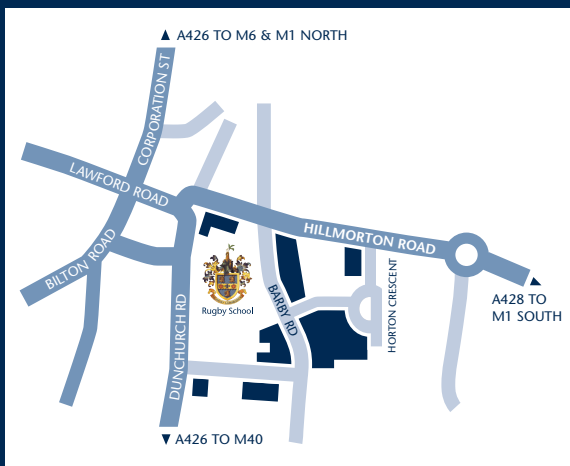 ▲ A426 TO M6 & M1 NORTH
CORPORATION ST
LAWFORD ROAD
HILLMORTON ROAD
BILTON ROAD
DUNCHURCH RD
Rugby School
BARBY RD
HORTON CRESCENT
▲
A428 TO
M1 SOUTH
▼ A426 TO M40